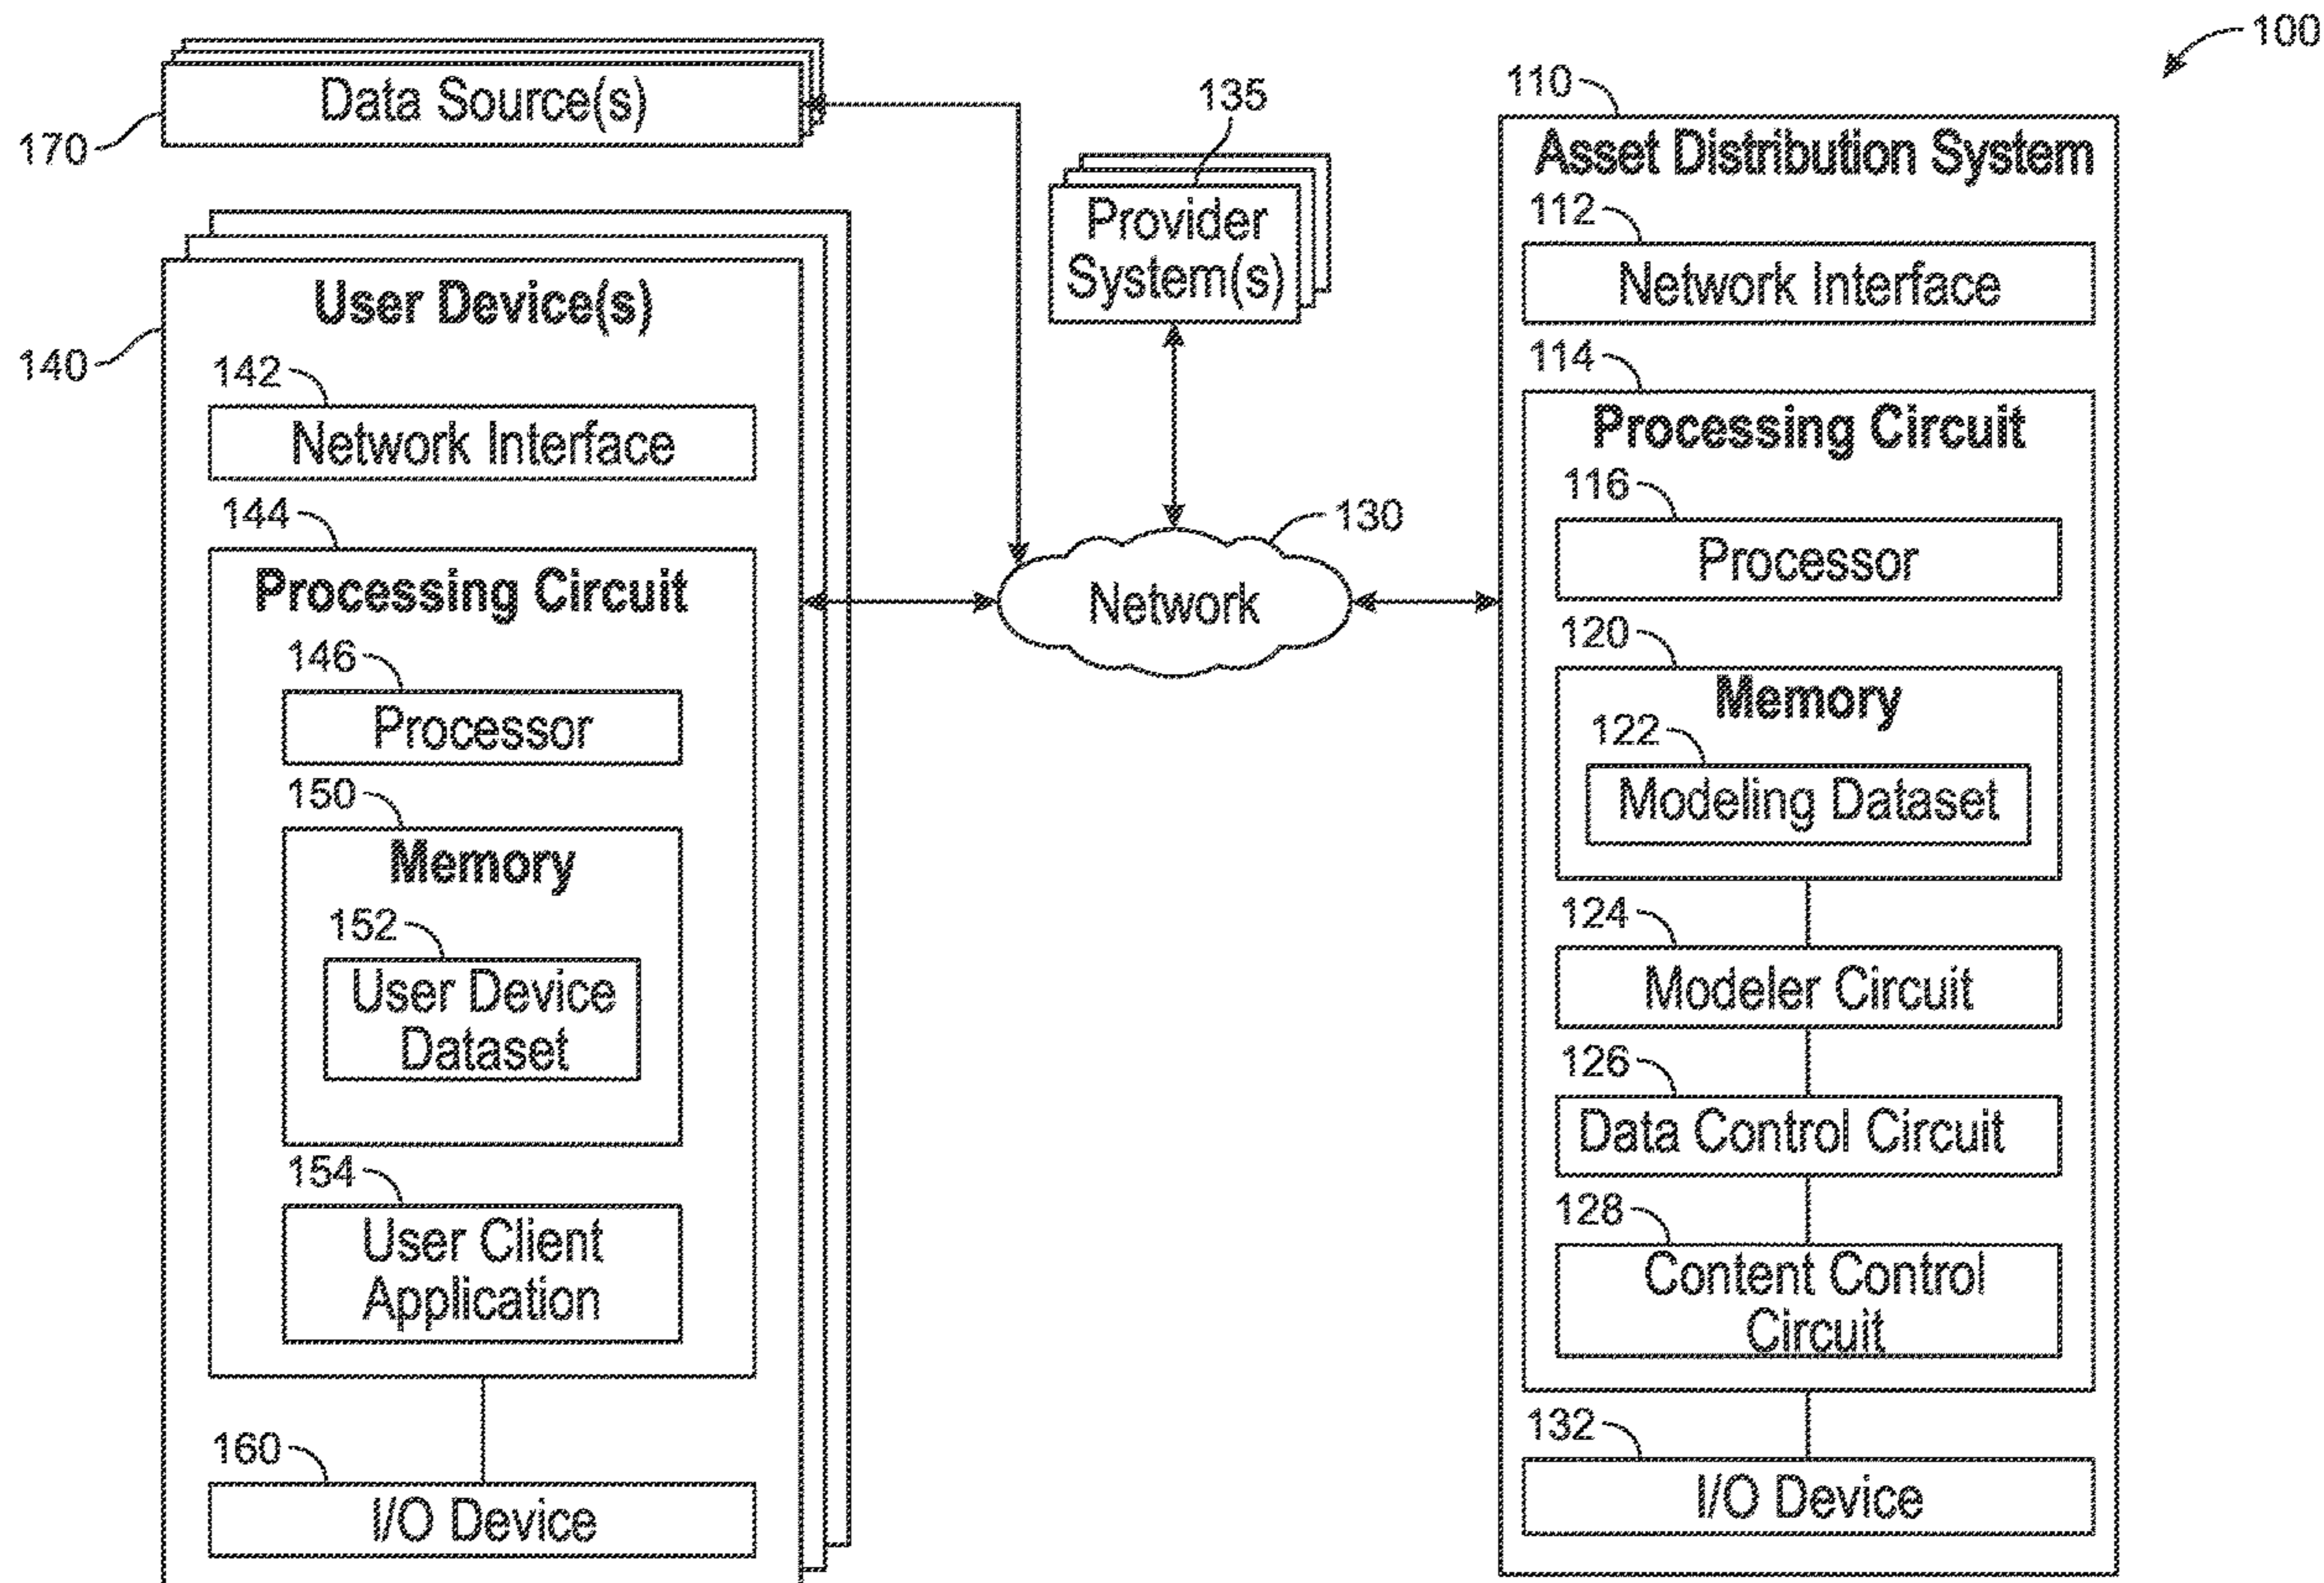 100
Data Source(s)
170
135
Provider
System(s)
110
Asset Distribution System
112
Network Interface
114
Processing Circuit
116
Processor
120
Memory
122
Modeling Dataset
124
Modeler Circuit
126
Data Control Circuit
128
Content Control
Circuit
132
I/O Device
130
Network
140
User Device(s)
142
Network Interface
144
Processing Circuit
146
Processor
150
Memory
152
User Device
Dataset
154
User Client
Application
160
I/O Device